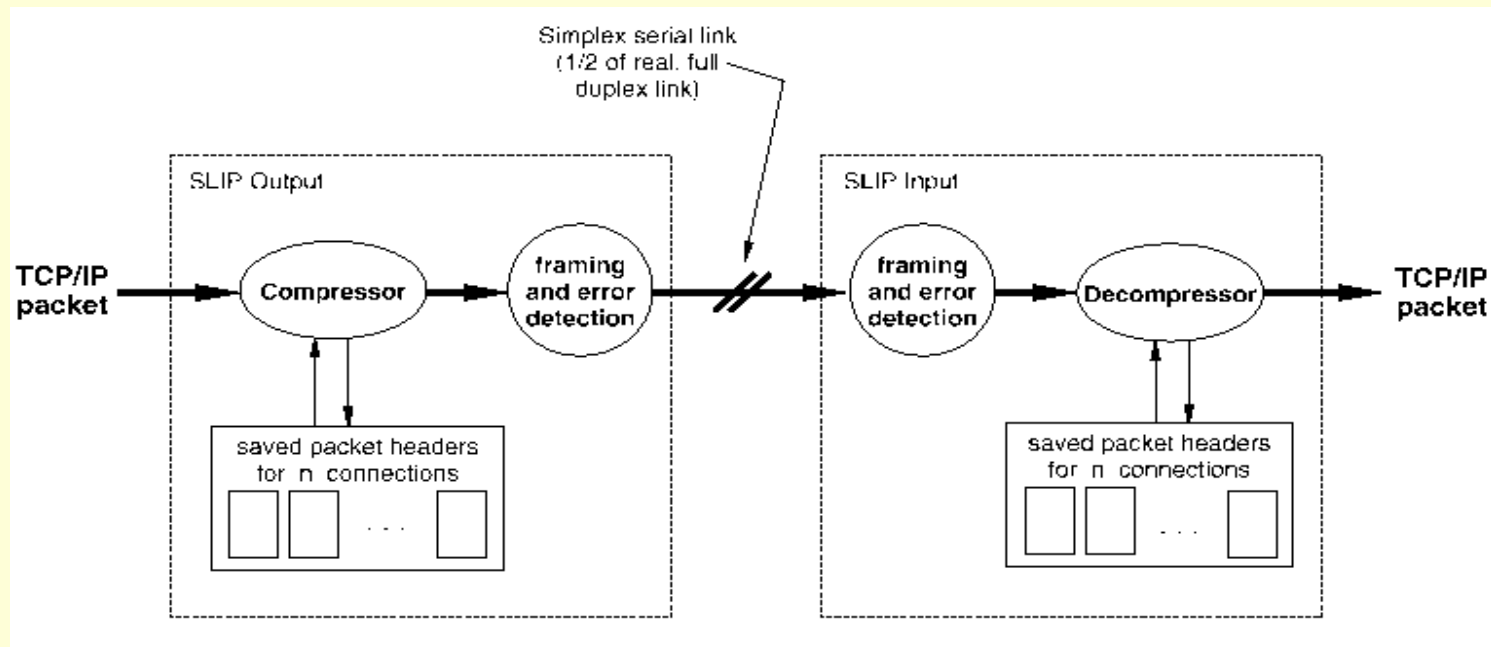 Simplex serial link
(1/2 of real. full
duplex link)
SLIP Output
SLIP Input
TCP/IP
packet
Compressor
framing
and error
detection
framing
and error
detection
Decompressor
TCP/IP
packet
saved packet headers
for n connections
. . .
saved packet headers
for n connections
. . .